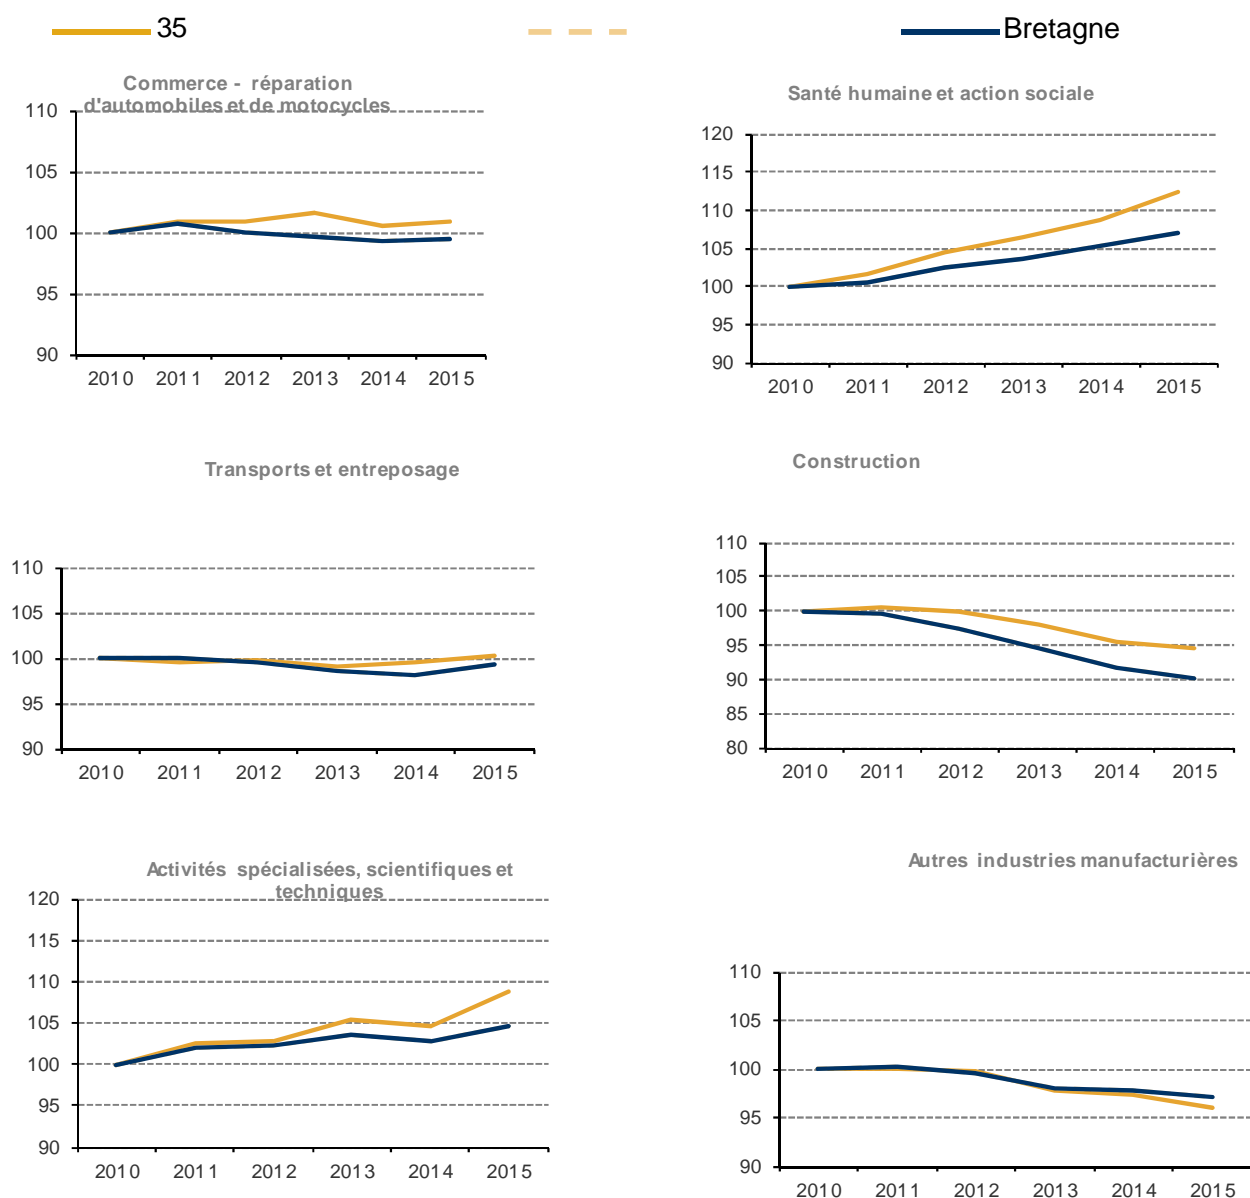 35
Bretagne
Commerce - réparation
d'automobiles et de motocycles
110
105
100
95
90
2010 2011 2012 2013 2014 2015
Santé humaine et action sociale
120
115
110
105
100
95
90
2010 2011 2012 2013 2014 2015
Transports et entreposage
110
105
100
95
90
2010 2011 2012 2013 2014 2015
Construction
110
105
100
95
90
85
80
2010 2011 2012 2013 2014 2015
Activités spécialisées, scientifiques et
techniques
120
115
110
105
100
95
90
2010 2011 2012 2013 2014 2015
Autres industries manufacturières
110
105
100
95
90
2010 2011 2012 2013 2014 2015